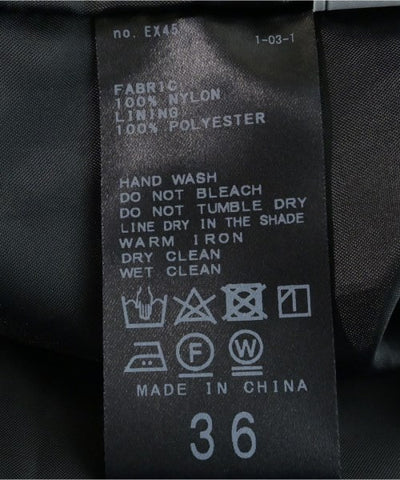 no. EX45
1-03-1
FABRIC
100% NYLON
LINING
100% POLYESTER
HAND WASH
DO NOT BLEACH
DO NOT TUMBLE DRY
LINE DRY IN THE SHADE
WARM IRON
DRY CLEAN
WET CLEAN
F W
MADE IN CHINA
36